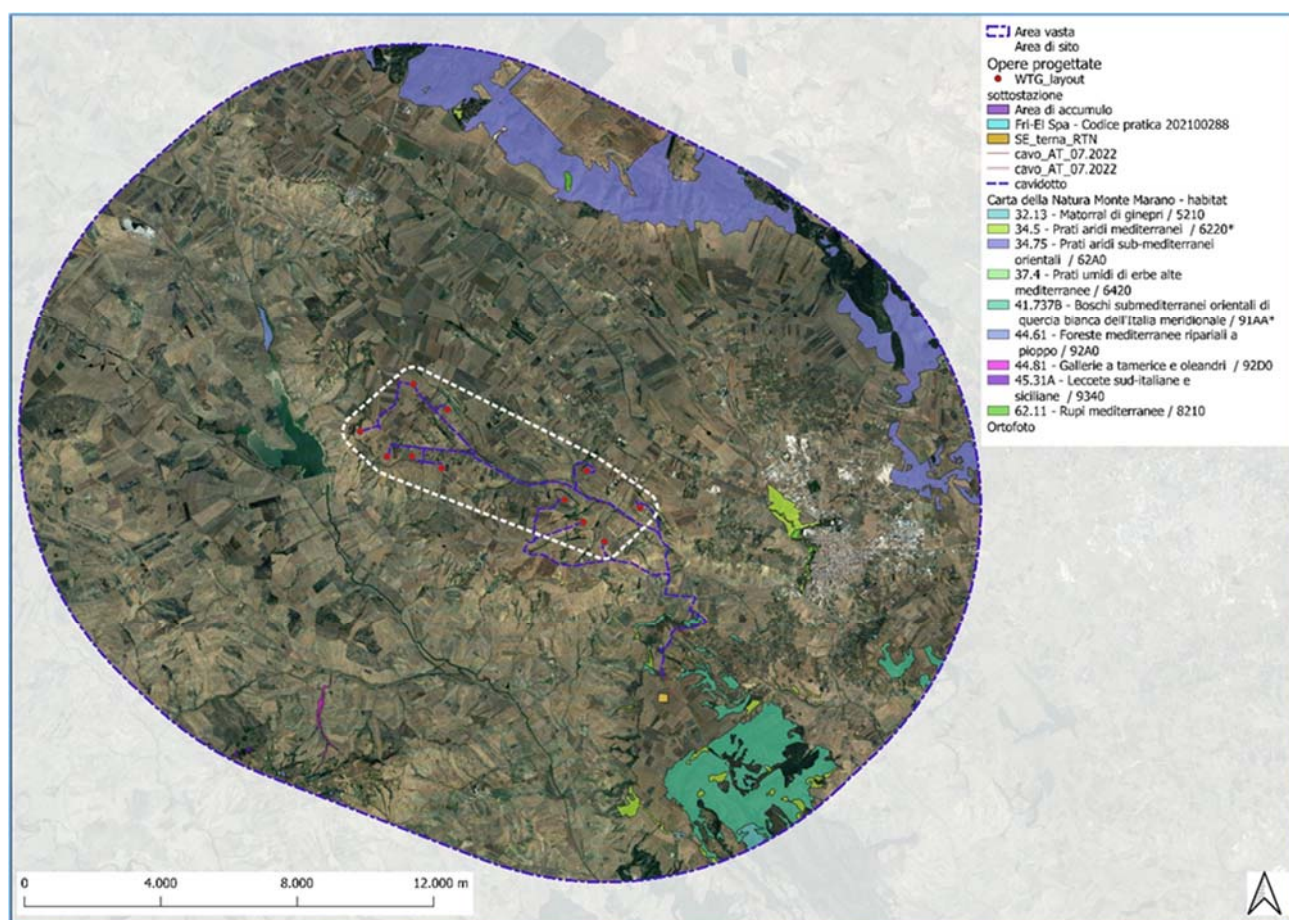 Area vasta
Area di sito
Opere progettate
WTG_layout
sottostazione
Area di accumulo
Fri-El Spa - Codice pratica 202100288
SE_terna_RTN
cavo_AT_07.2022
cavo_AT_07.2022
cavidotto
Carta della Natura Monte Marano - habitat
32.13 - Matorral di ginepri / 5210
34.5 - Prati aridi mediterranei / 6220*
34.75 - Prati aridi sub-mediterranei
orientali / 62A0
37.4 - Prati umidi di erbe alte
mediterranee / 6420
41.737B - Boschi submediterranei orientali di
quercia bianca dell'Italia meridionale / 91AA*
44.61 - Foreste mediterranee ripariali a
pioppo / 92A0
44.81 - Gallerie a tamerice e oleandri / 92D0
45.31A - Leccete sud-italiane e
siciliane / 9340
62.11 - Rupi mediterranee / 8210
Ortofoto
0 4.000 8.000 12.000 m